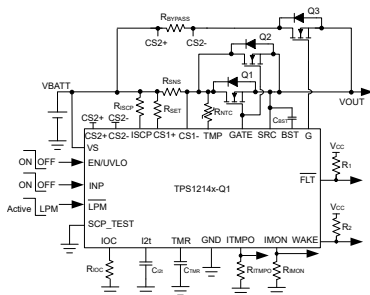 Q3
RBYPASS
CS2+ CS2-
Q2
Q1
VBATT
RSNS
VOUT
RISCP
RSET
RNTC
CBST
CS2+ CS2- ISCP CS1+ CS1- TMP GATE SRC BST G
VS
VCC
ON OFF EN/UVLO
R1
FLT
TPS1214x-Q1
ON OFF INP
VCC
Active LPM LPM
R2
SCP_TEST
IOC I2t TMR GND ITMPO IMON WAKE
RIOC
CI2t
CTMR
RITMPO
RIMON